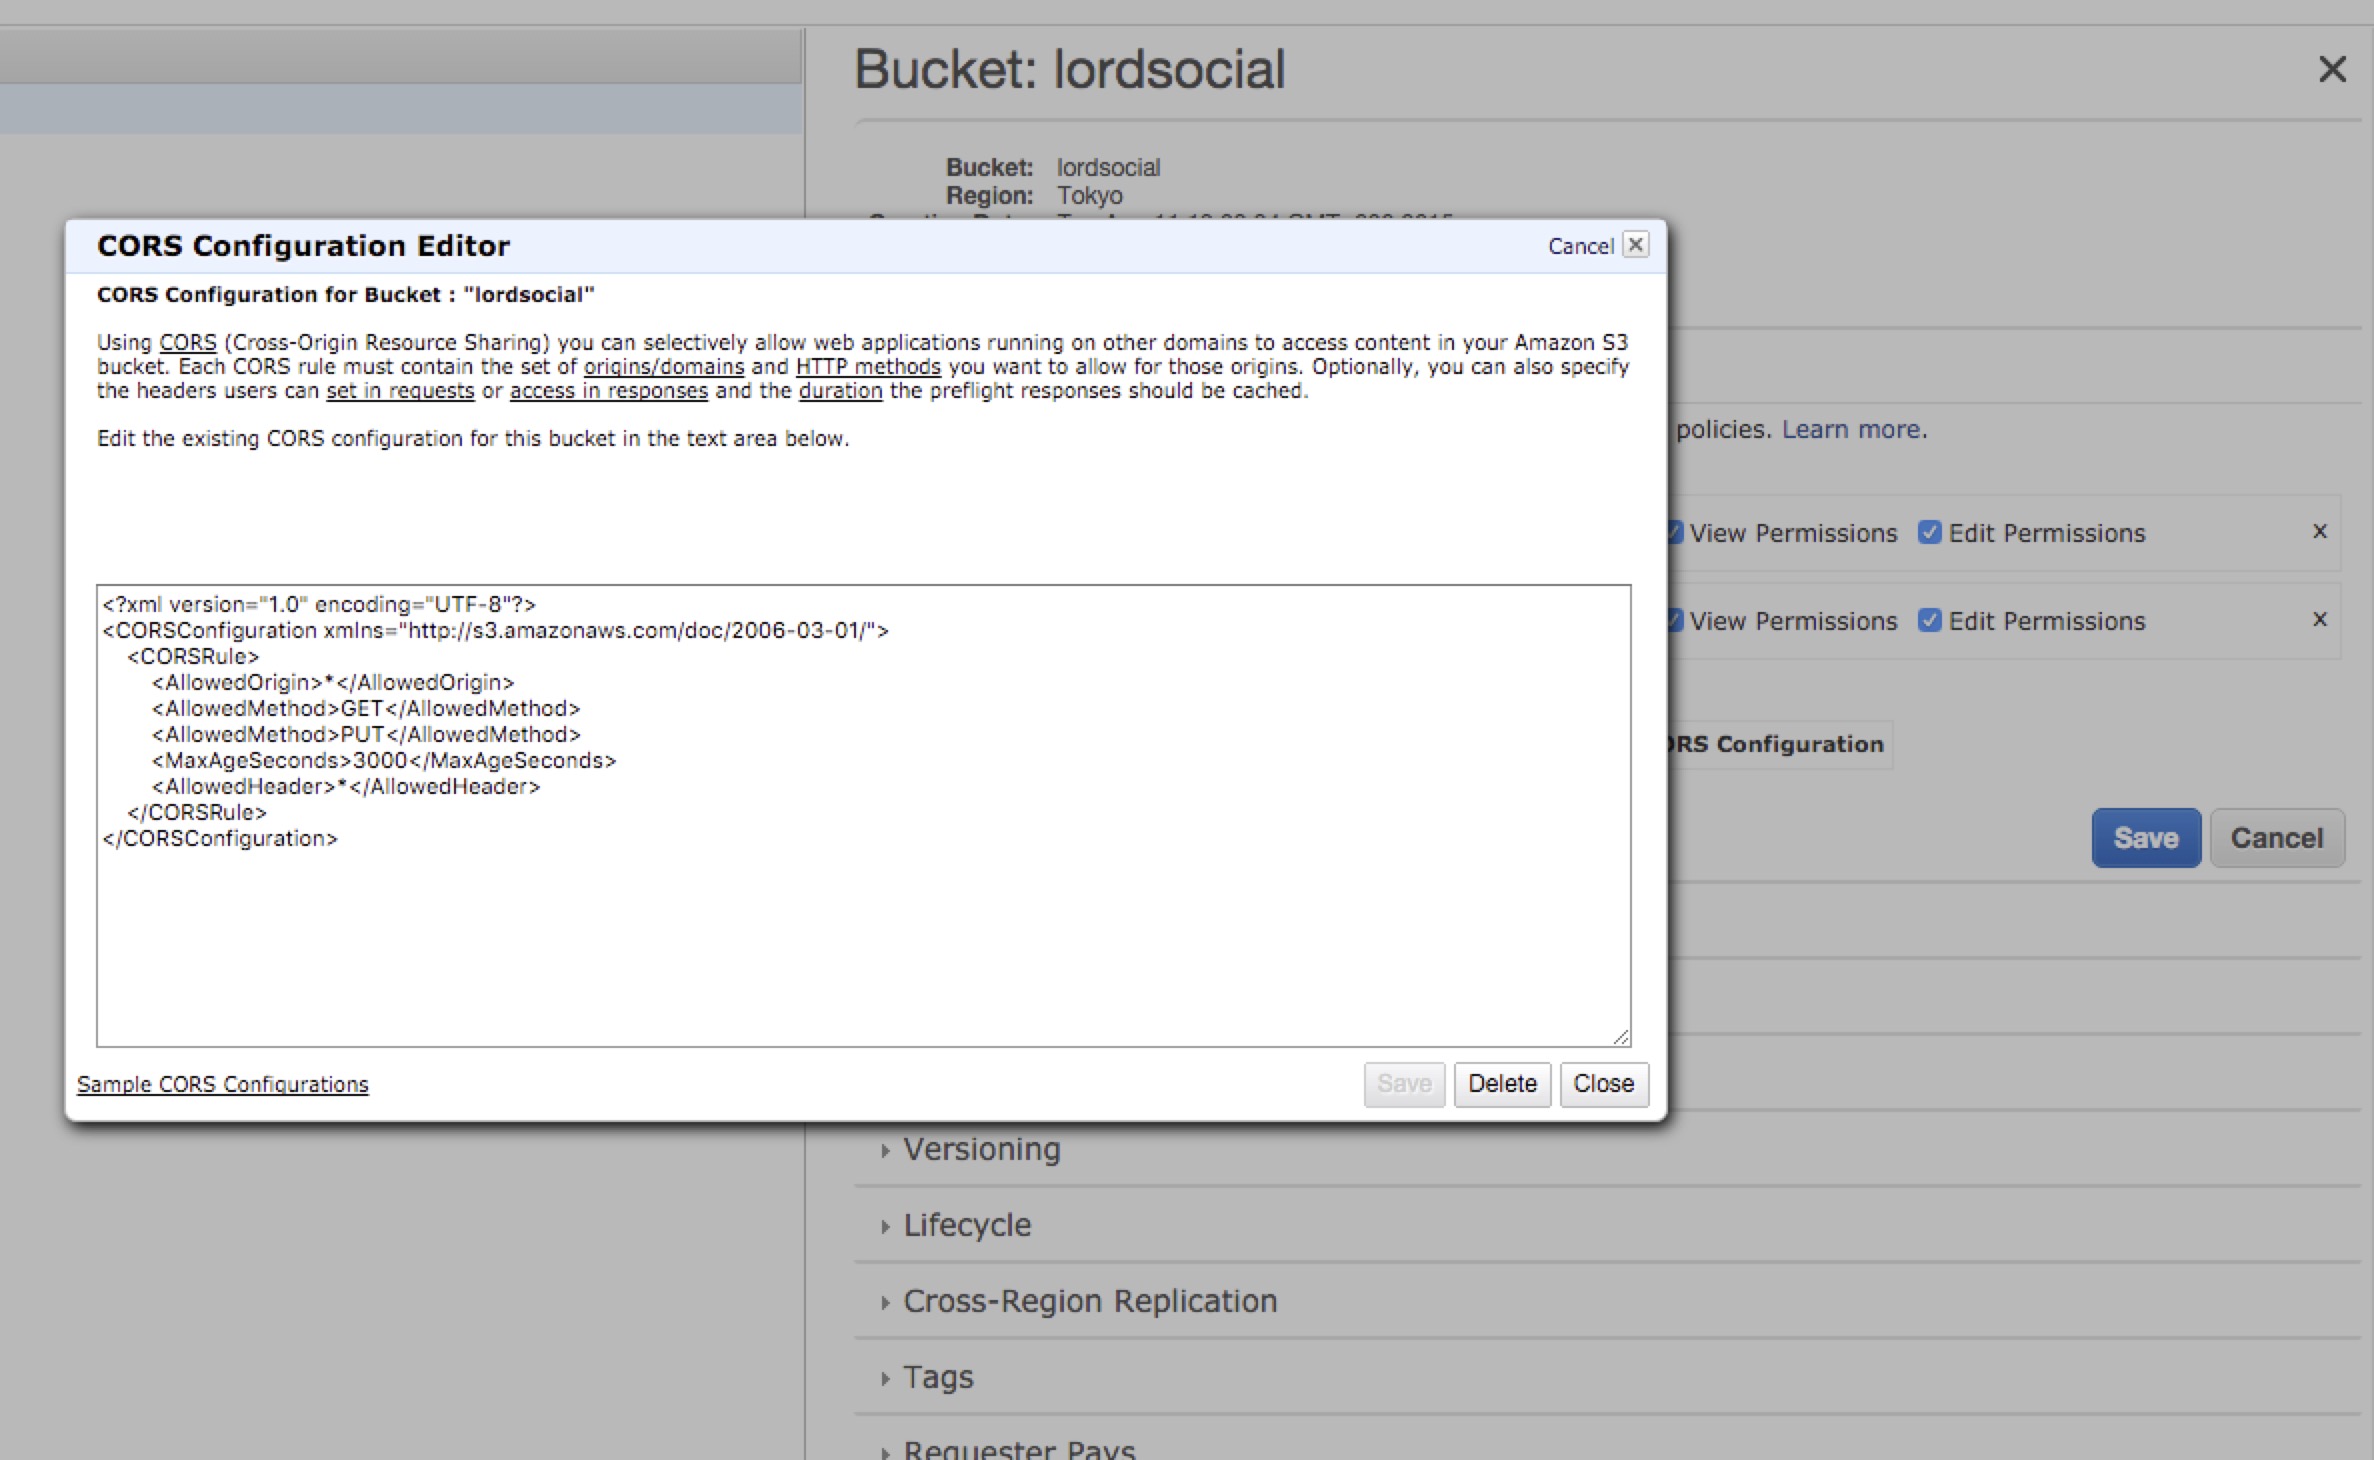 Bucket: lordsocial
Bucket: lordsocial
Region: Tokyo
CORS Configuration Editor
Cancel
CORS Configuration for Bucket : "lordsocial"
Using CORS (Cross-Origin Resource Sharing) you can selectively allow web applications running on other domains to access content in your Amazon S3
bucket. Each CORS rule must contain the set of origins/domains and HTTP methods you want to allow for those origins. Optionally, you can also specify
the headers users can set in requests or access in responses and the duration the preflight responses should be cached.
Edit the existing CORS configuration for this bucket in the text area below.
<?xml version="1.0" encoding="UTF-8"?>
<CORSConfiguration xmlns="http://s3.amazonaws.com/doc/2006-03-01/">
<CORSRule>
<AllowedOrigin>*</AllowedOrigin>
<AllowedMethod>GET</AllowedMethod>
<AllowedMethod>PUT</AllowedMethod>
<MaxAgeSeconds>3000</MaxAgeSeconds>
<AllowedHeader>*</AllowedHeader>
</CORSRule>
</CORSConfiguration>
Sample CORS Configurations
Save Delete Close
policies. Learn more.
View Permissions Edit Permissions x
View Permissions Edit Permissions x
Configuration
Save Cancel
Versioning
Lifecycle
Cross-Region Replication
Tags
Requester Pays